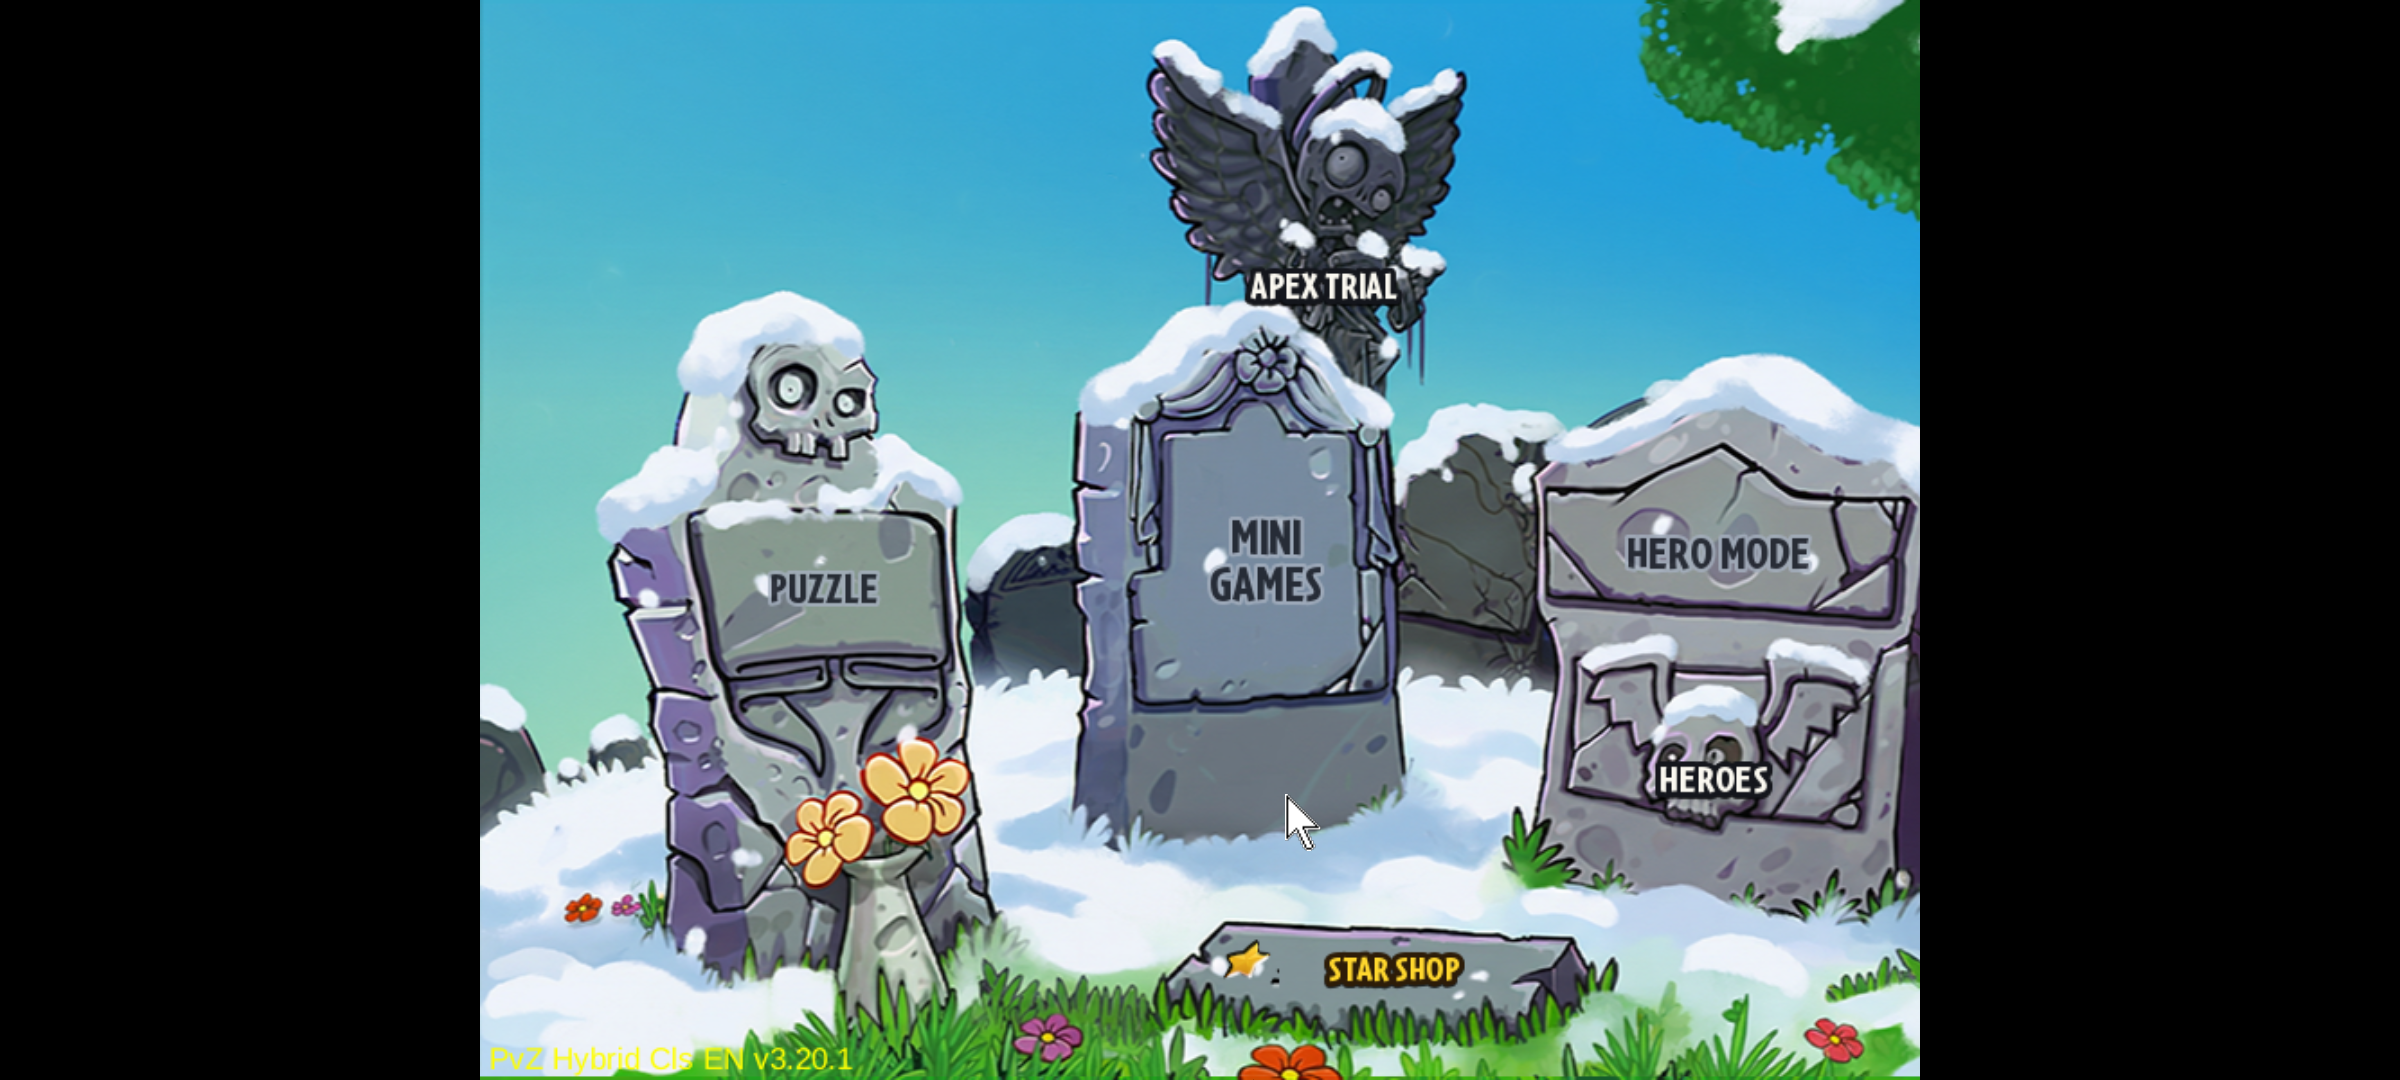 APEX TRIAL
PUZZLE
MINI
GAMES
HERO MODE
HEROES
STAR SHOP
PvZ Hybrid Cls EN v3.20.1